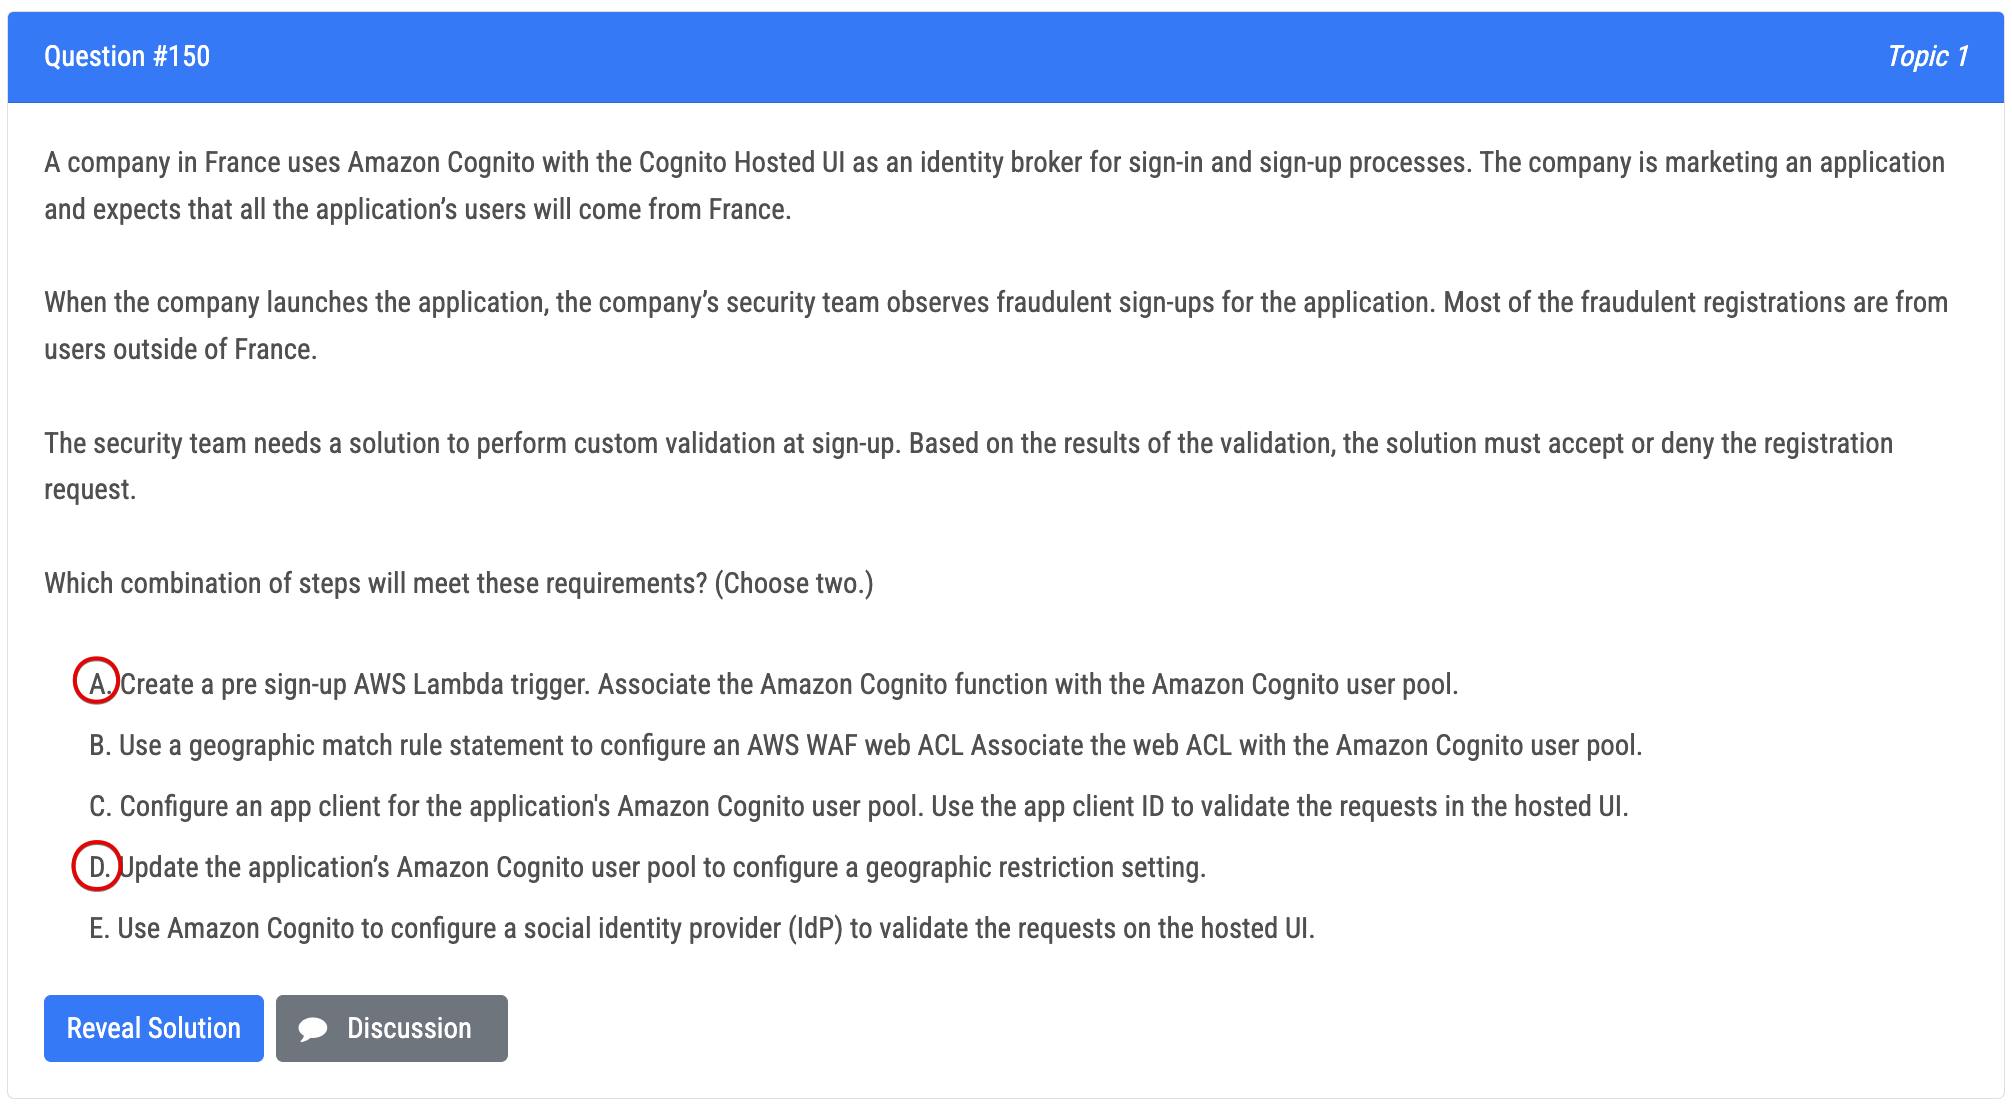 Question #150
Topic 1
A company in France uses Amazon Cognito with the Cognito Hosted UI as an identity broker for sign-in and sign-up processes. The company is marketing an application
and expects that all the application’s users will come from France.
When the company launches the application, the company’s security team observes fraudulent sign-ups for the application. Most of the fraudulent registrations are from
users outside of France.
The security team needs a solution to perform custom validation at sign-up. Based on the results of the validation, the solution must accept or deny the registration
request.
Which combination of steps will meet these requirements? (Choose two.)
A. Create a pre sign-up AWS Lambda trigger. Associate the Amazon Cognito function with the Amazon Cognito user pool.
B. Use a geographic match rule statement to configure an AWS WAF web ACL Associate the web ACL with the Amazon Cognito user pool.
C. Configure an app client for the application's Amazon Cognito user pool. Use the app client ID to validate the requests in the hosted UI.
D. Update the application’s Amazon Cognito user pool to configure a geographic restriction setting.
E. Use Amazon Cognito to configure a social identity provider (IdP) to validate the requests on the hosted UI.
Reveal Solution
Discussion